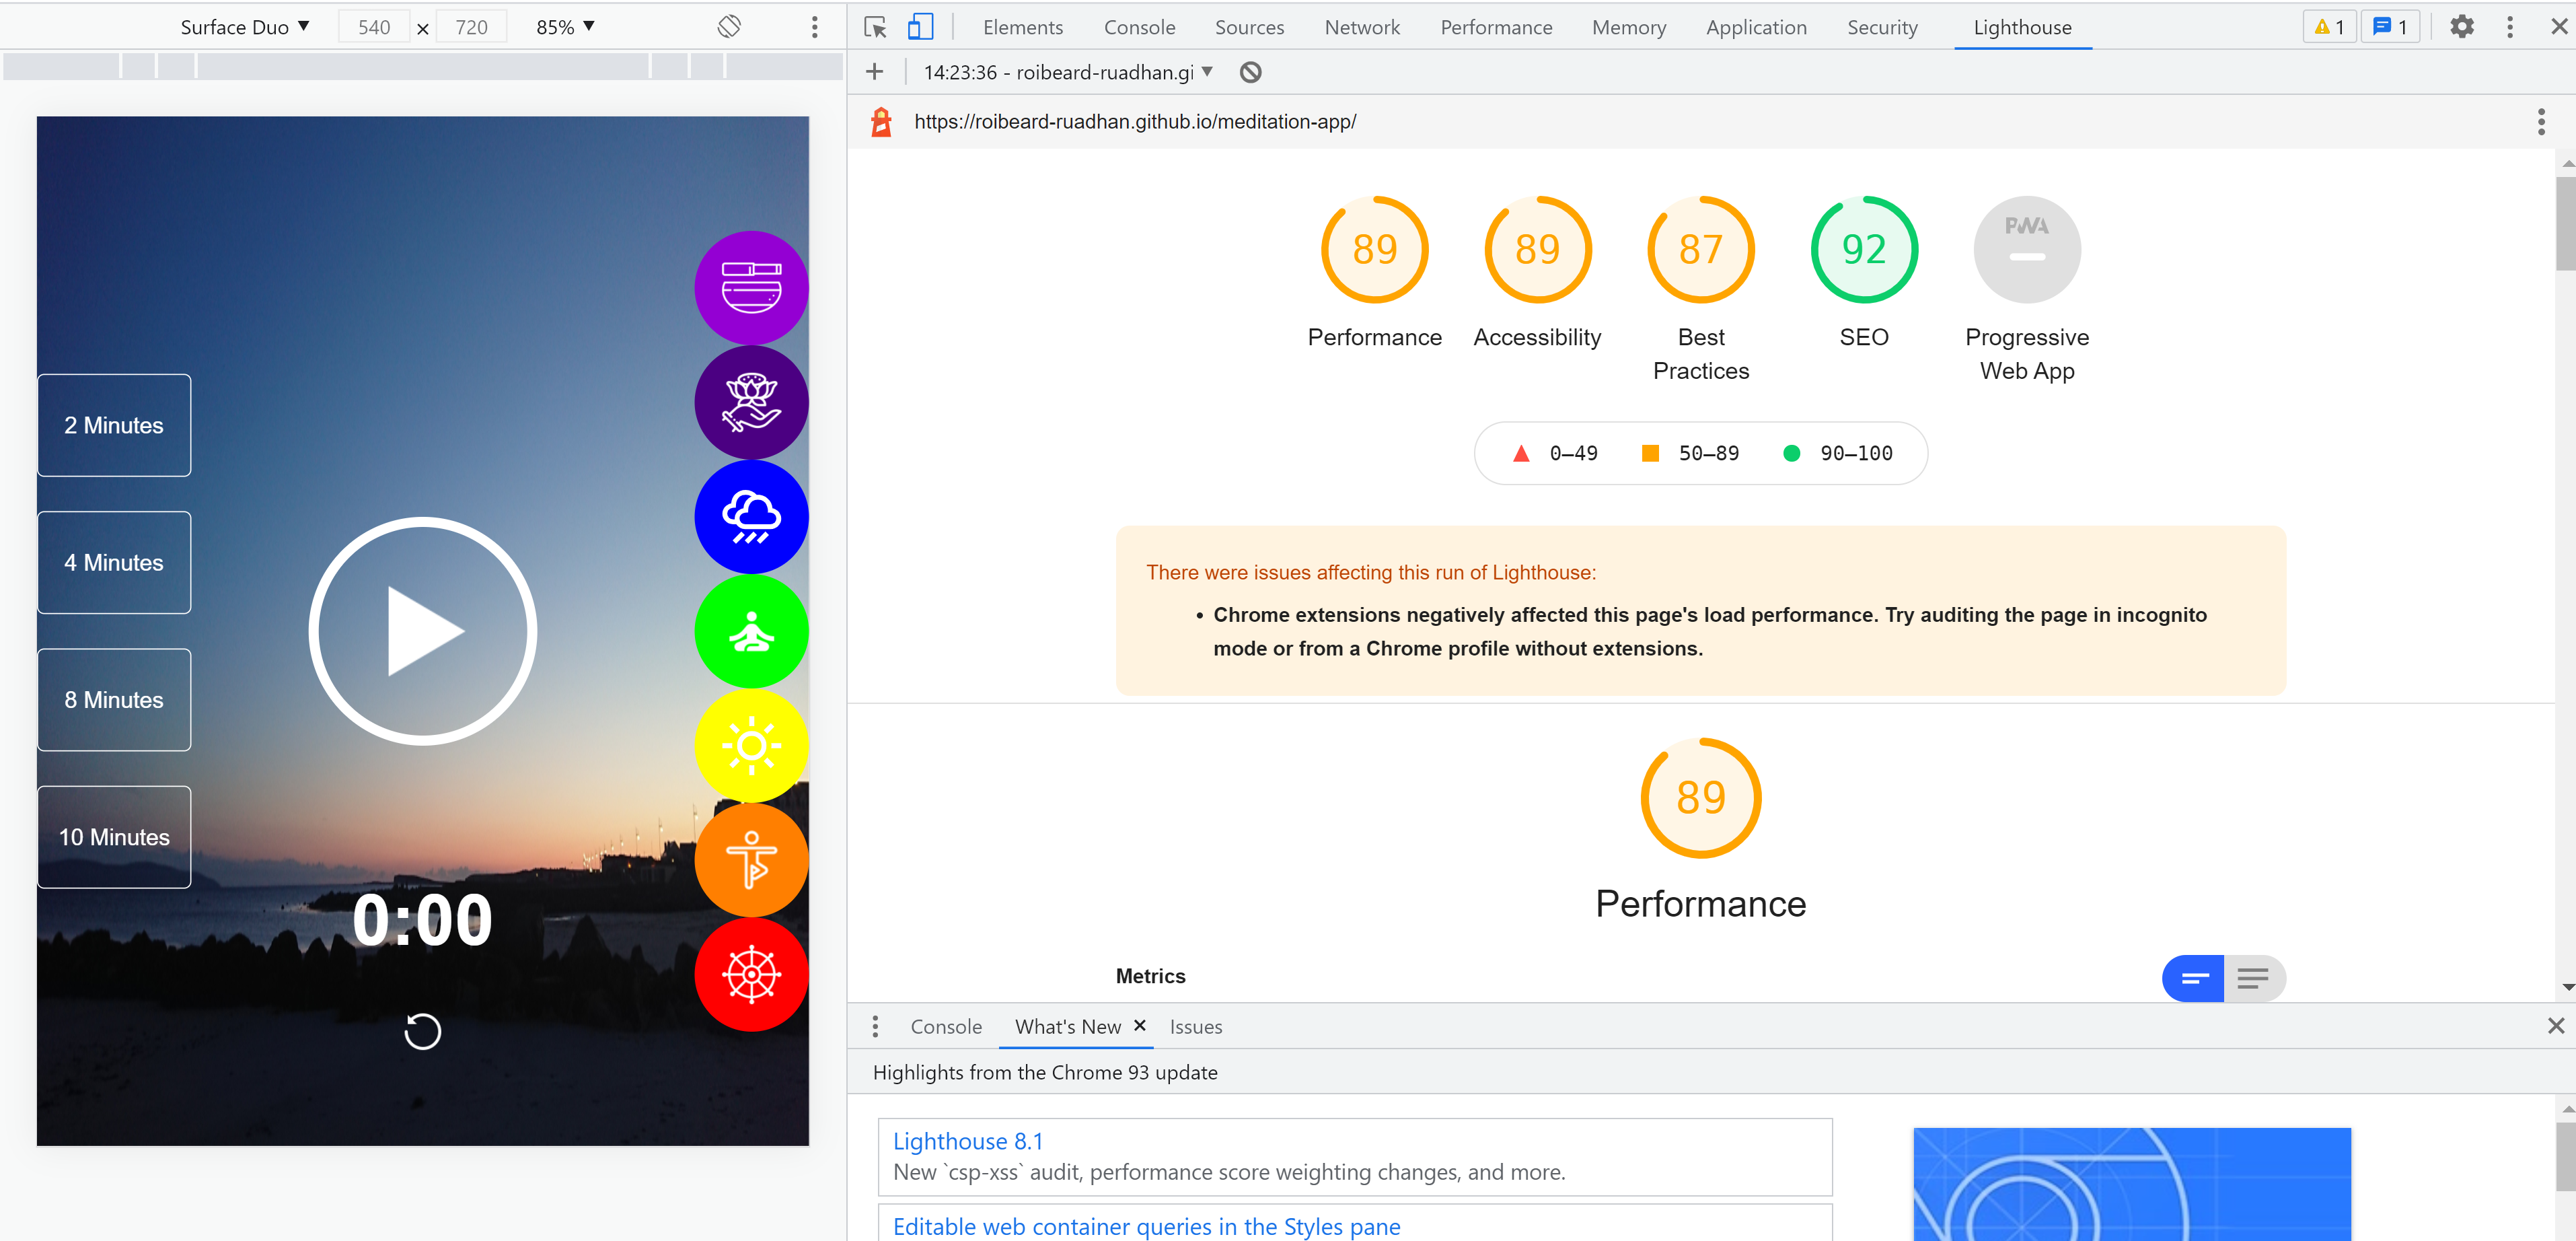 Surface Duo ▼ 540 × 720 85% ▼
Elements Console Sources Network Performance Memory Application Security Lighthouse 1 1
14:23:36 - roibeard-ruadhan.gi ▼
https://roibeard-ruadhan.github.io/meditation-app/
2 Minutes
4 Minutes
8 Minutes
10 Minutes
0:00
89 89 87 92 PWA
Performance Accessibility Best Practices SEO Progressive Web App
0–49 50–89 90–100
There were issues affecting this run of Lighthouse:
• Chrome extensions negatively affected this page's load performance. Try auditing the page in incognito
mode or from a Chrome profile without extensions.
89
Performance
Metrics
Console What's New × Issues
Highlights from the Chrome 93 update
Lighthouse 8.1
New `csp-xss` audit, performance score weighting changes, and more.
Editable web container queries in the Styles pane